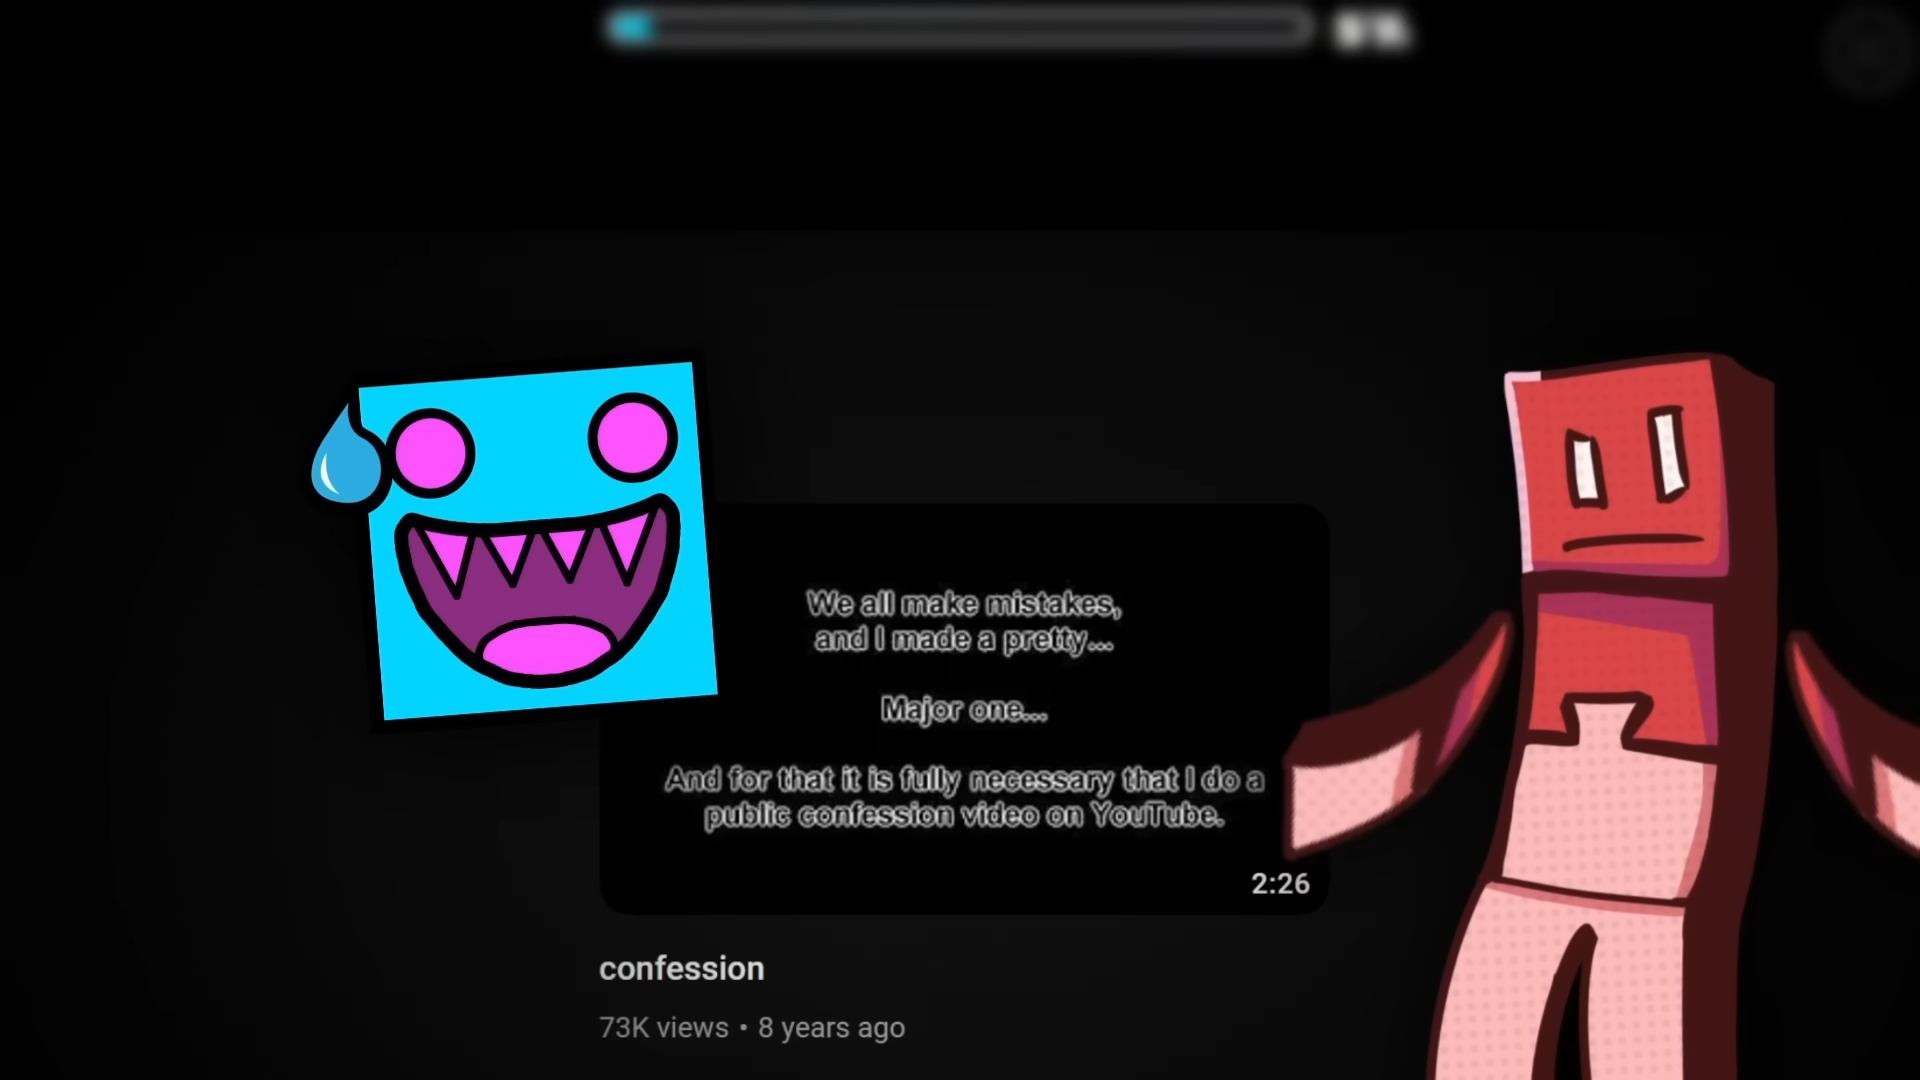 We all make mistakes,
and I made a pretty...
Major one...
And for that it is fully necessary that I do a
public confession video on YouTube.
2:26
confession
73K views • 8 years ago